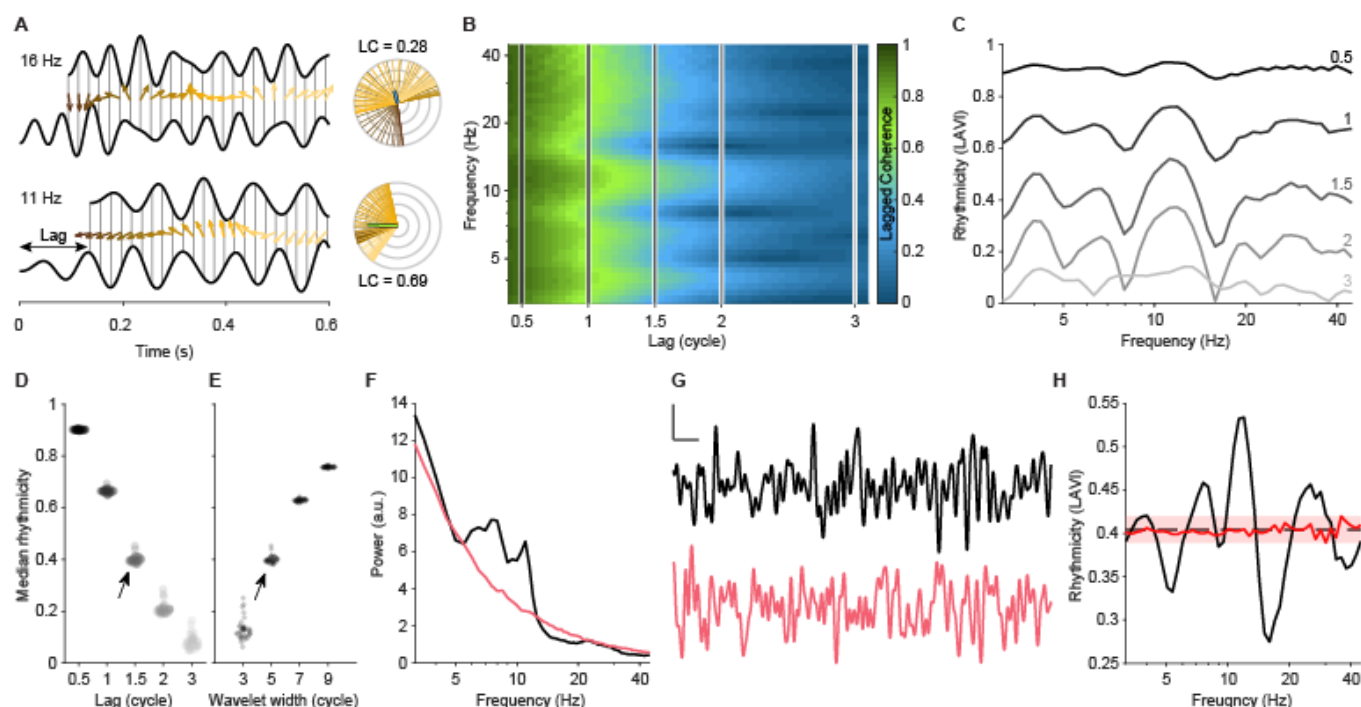 A
16 Hz
LC = 0.28
11 Hz
Lag
LC = 0.69
0 0.2 0.4 0.6
Time (s)
B
40
20
10
5
Frequency (Hz)
0.5 1 1.5 2 3
Lag (cycle)
1
0.8
0.6
0.4
0.2
0
Lagged Coherence
C
1
0.8
0.6
0.4
0.2
0
Rhythmicity (LAVI)
0.5
1
1.5
2
3
5 10 20 40
Frequency (Hz)
D
1
0.8
0.6
0.4
0.2
0
Median rhythmicity
0.5 1 1.5 2 3
Lag (cycle)
E
3 5 7 9
Wavelet width (cycle)
F
14
12
10
8
6
4
2
0
Power (a.u.)
5 10 20 40
Frequency (Hz)
G
H
0.55
0.5
0.45
0.4
0.35
0.3
0.25
Rhythmicity (LAVI)
5 10 20 40
Freugncy (Hz)